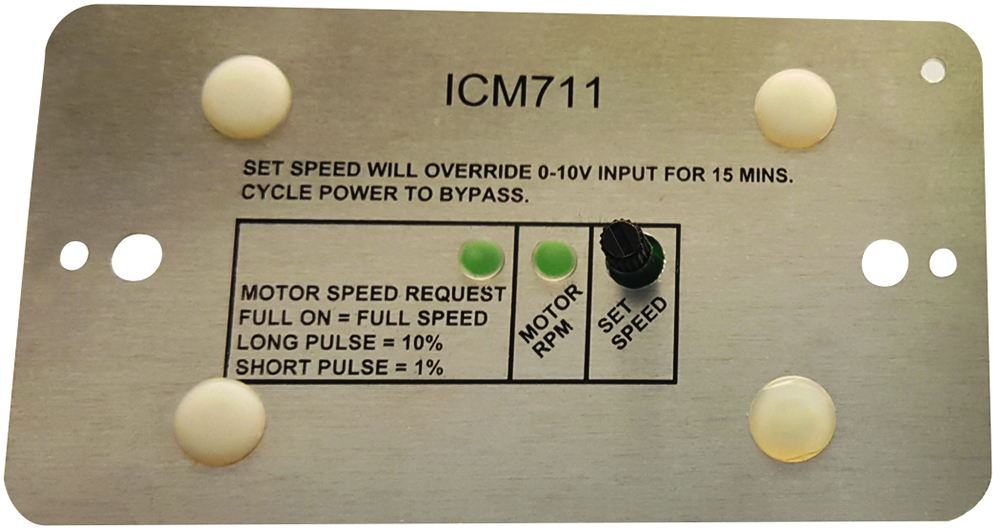 ICM711
SET SPEED WILL OVERRIDE 0-10V INPUT FOR 15 MINS.
CYCLE POWER TO BYPASS.
MOTOR SPEED REQUEST
FULL ON = FULL SPEED
LONG PULSE = 10%
SHORT PULSE = 1%
MOTOR
RPM
SET
SPEED